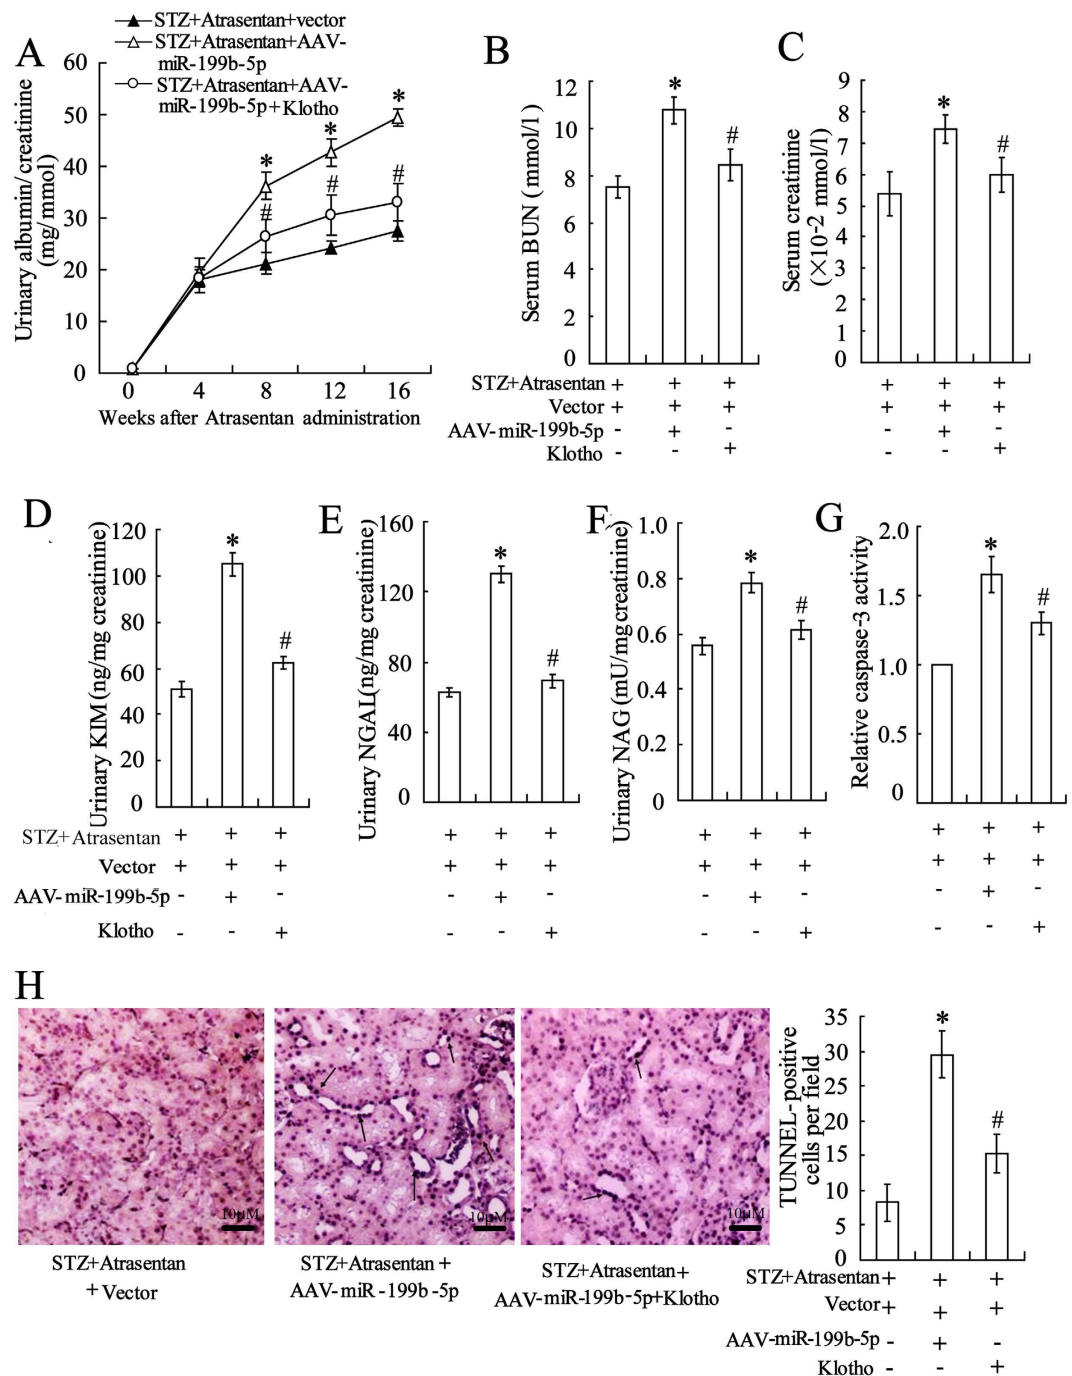 STZ+Atrasentan+vector
STZ+Atrasentan+AAV-
miR-199b-5p
STZ+Atrasentan+AAV-
miR-199b-5p+Klotho
A
Urinary albumin/creatinine
(mg/mmol)
60
50
40
30
20
10
0
*
*
*
#
#
#
0 4 8 12 16
Weeks after Atrasentan administration
B
Serum BUN (mmol/l)
12
10
8
6
4
2
0
*
#
STZ+Atrasentan + + +
Vector + + +
AAV-miR-199b-5p - + -
Klotho - - +
C
Serum creatinine
(×10-2 mmol/l)
9
8
7
6
5
4
3
2
1
0
*
#
+ + +
+ + +
- + -
- - +
D
Urinary KIM (ng/mg creatinine)
120
100
80
60
40
20
0
*
#
STZ+Atrasentan + + +
Vector + + +
AAV-miR-199b-5p - + -
Klotho - - +
E
Urinary NGAL(ng/mg creatinine)
160
120
80
40
0
*
#
+ + +
+ + +
- + -
- - +
F
Urinary NAG (mU/mg creatinine)
1.0
0.8
0.6
0.4
0.2
0
*
#
+ + +
+ + +
- + -
- - +
G
Relative caspase-3 activity
2.0
1.5
1.0
0.5
0
*
#
+ + +
+ + +
- + -
- - +
H
10μM
10μM
10μM
STZ+Atrasentan
+Vector
STZ+Atrasentan+
AAV-miR-199b-5p
STZ+Atrasentan+
AAV-miR-199b-5p+Klotho
TUNNEL-positive
cells per field
35
30
25
20
15
10
5
0
*
#
STZ+Atrasentan + + +
Vector + + +
AAV-miR-199b-5p - + -
Klotho - - +